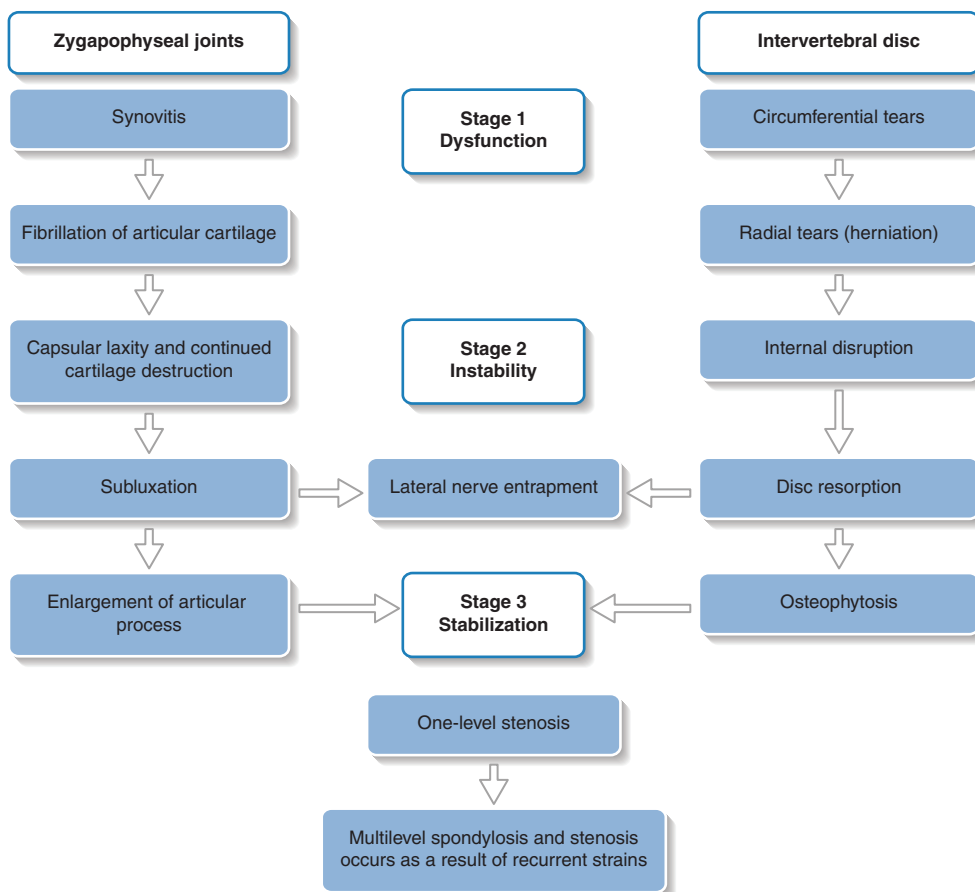 Zygapophyseal joints
Intervertebral disc
Synovitis
Stage 1
Dysfunction
Circumferential tears
Fibrillation of articular cartilage
Radial tears (herniation)
Capsular laxity and continued
cartilage destruction
Stage 2
Instability
Internal disruption
Subluxation
Lateral nerve entrapment
Disc resorption
Enlargement of articular
process
Stage 3
Stabilization
Osteophytosis
One-level stenosis
Multilevel spondylosis and stenosis
occurs as a result of recurrent strains